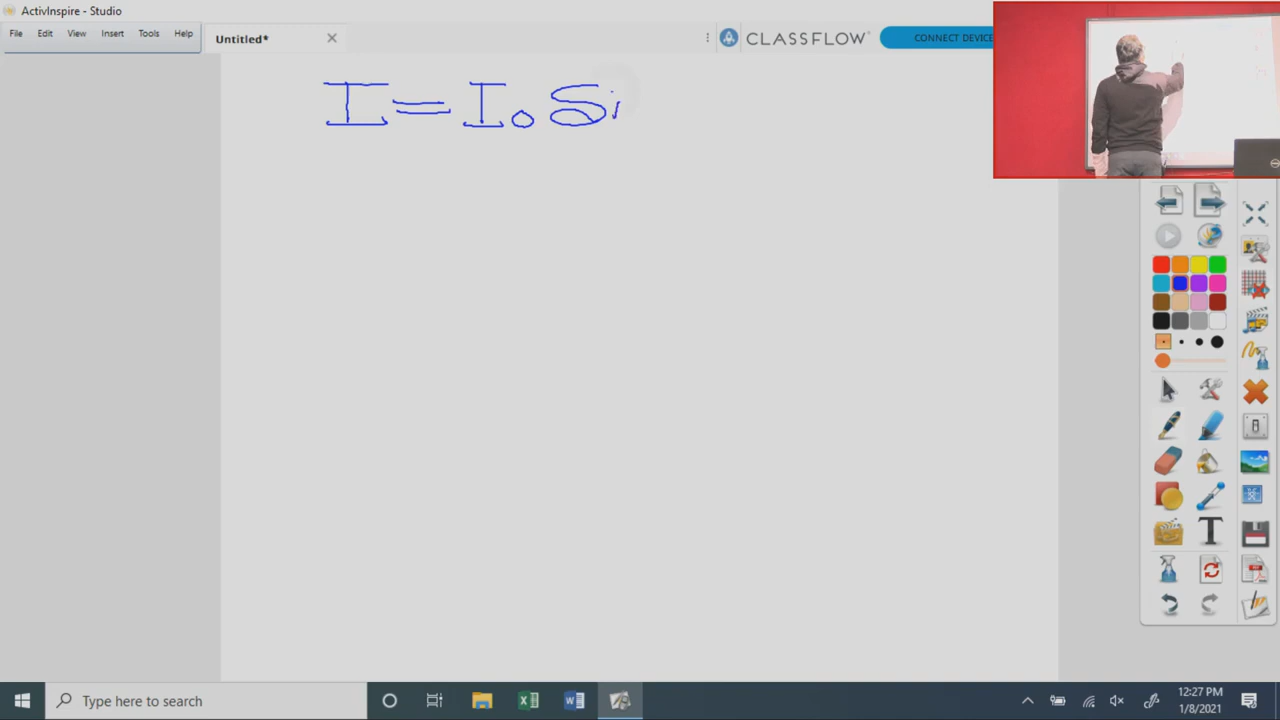 ActivInspire - Studio
File Edit View Insert Tools Help
Untitled*
CLASSFLOW
CONNECT DEVICE
I = I₀ Si
T
Type here to search
12:27 PM
1/8/2021